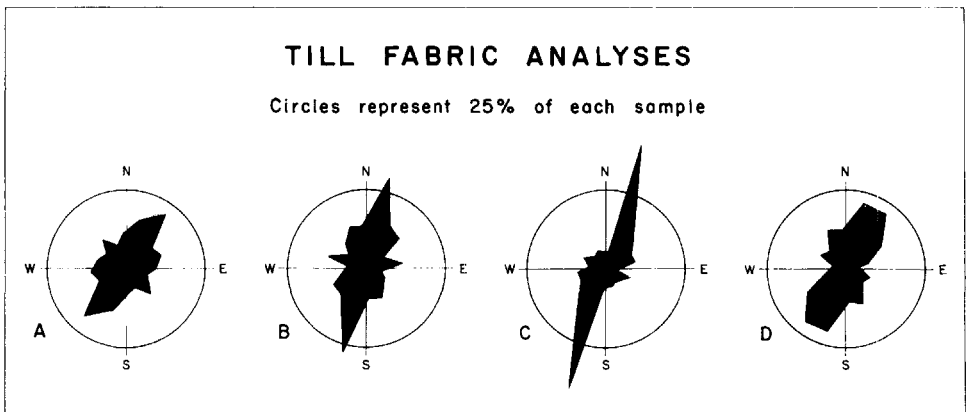 TILL FABRIC ANALYSES
Circles represent 25% of each sample
N N N N
W E W E W E W E
A S B S C S D S